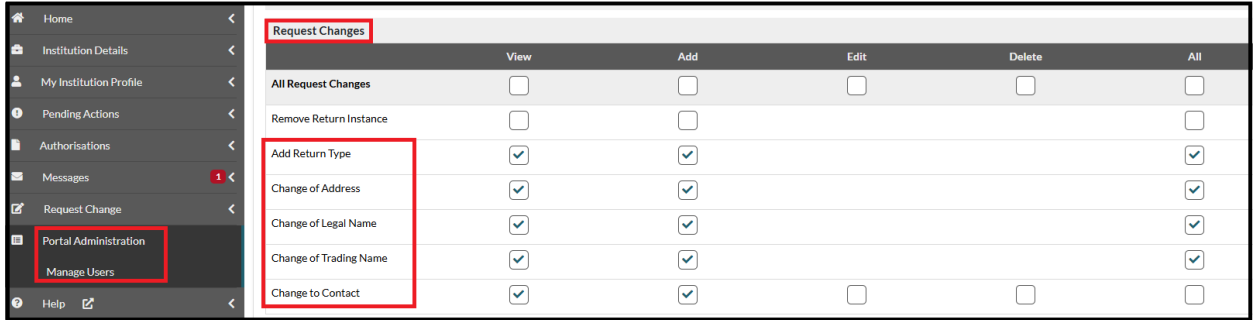 Home
Institution Details
My Institution Profile
Pending Actions
Authorisations
Messages 1
Request Change
Portal Administration
Manage Users
Help
Request Changes
View Add Edit Delete All
All Request Changes
Remove Return Instance
Add Return Type
Change of Address
Change of Legal Name
Change of Trading Name
Change to Contact